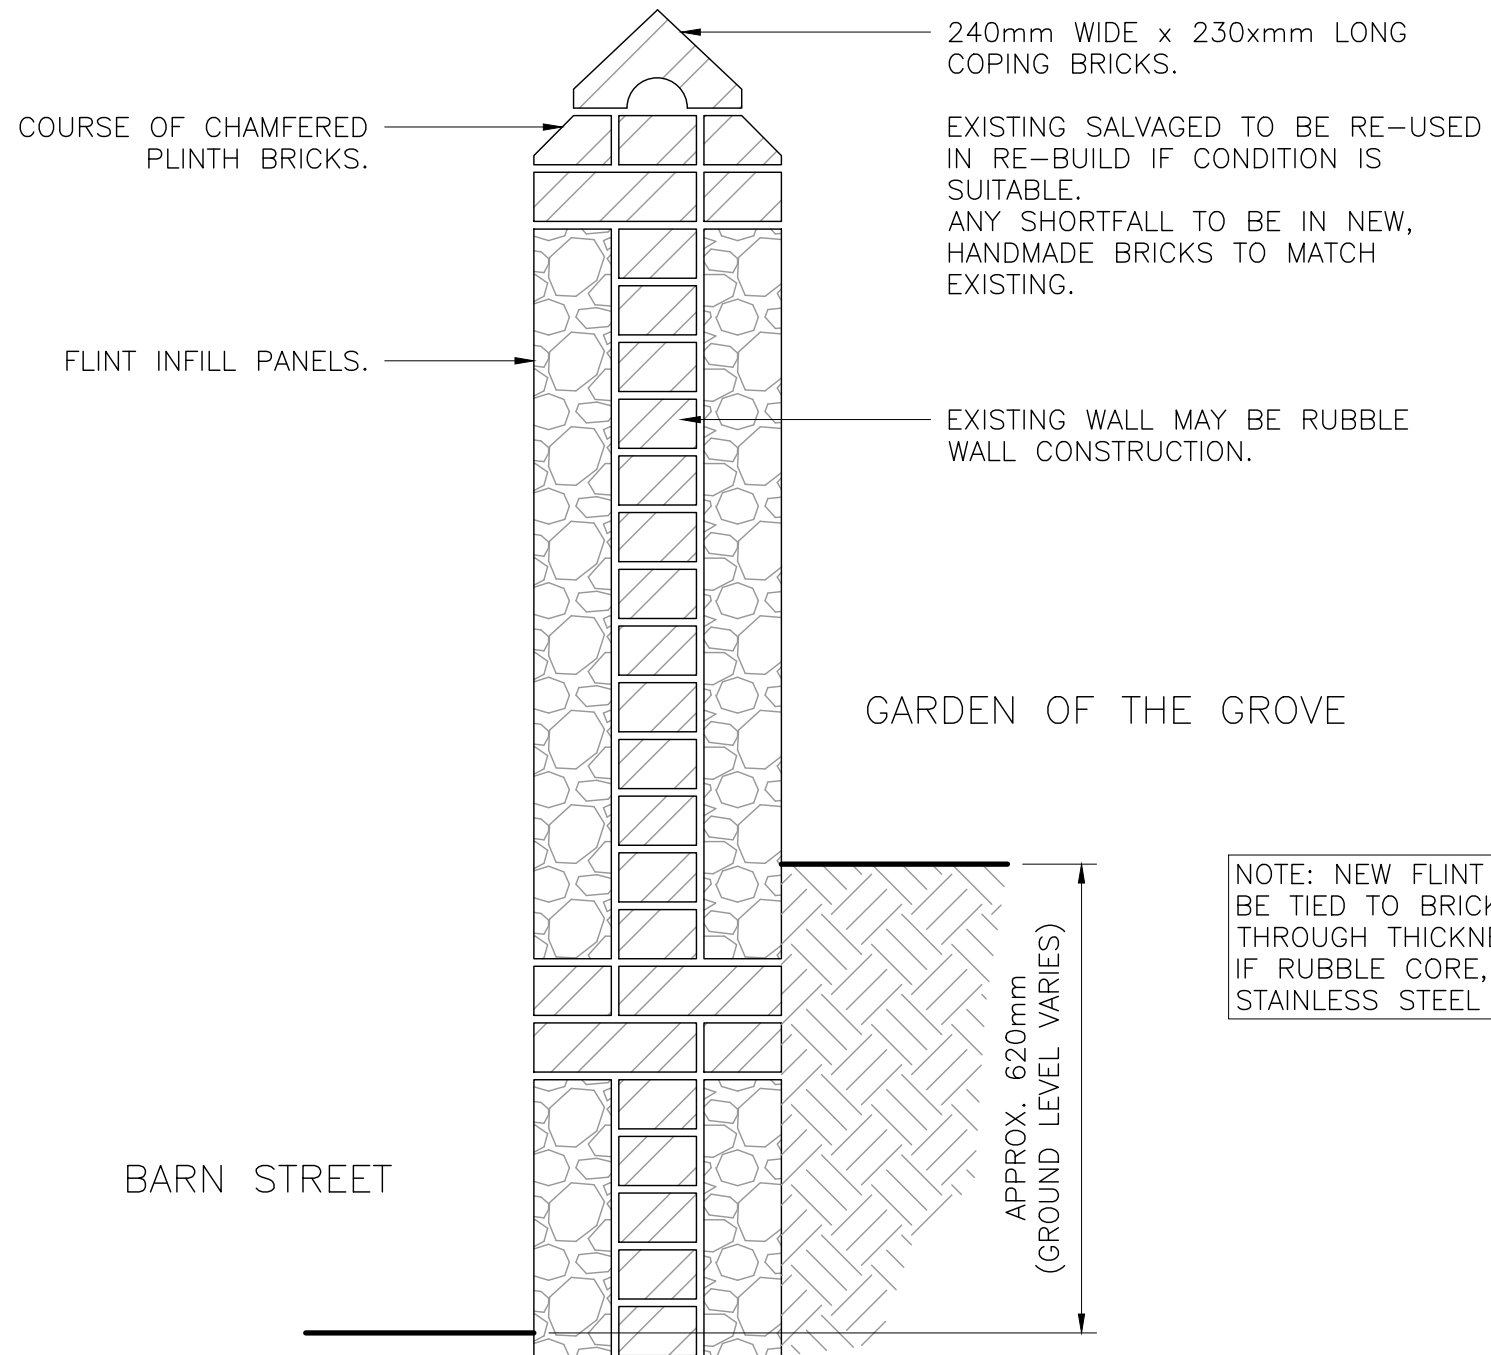 240mm WIDE x 230xmm LONG
COPING BRICKS.
COURSE OF CHAMFERED
PLINTH BRICKS.
EXISTING SALVAGED TO BE RE-USED
IN RE-BUILD IF CONDITION IS
SUITABLE.
ANY SHORTFALL TO BE IN NEW,
HANDMADE BRICKS TO MATCH
EXISTING.
FLINT INFILL PANELS.
EXISTING WALL MAY BE RUBBLE
WALL CONSTRUCTION.
GARDEN OF THE GROVE
NOTE: NEW FLINT
BE TIED TO BRICK
THROUGH THICKNE
IF RUBBLE CORE,
STAINLESS STEEL
APPROX. 620mm
(GROUND LEVEL VARIES)
BARN STREET